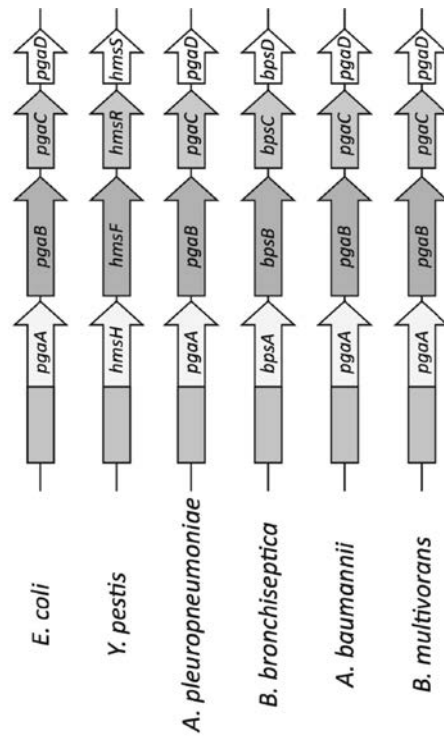 E. coli pgaA pgaB pgaC pgaD
Y. pestis hmsH hmsF hmsR hmsS
A. pleuropneumoniae pgaA pgaB pgaC pgaD
B. bronchiseptica bpsA bpsB bpsC bpsD
A. baumannii pgaA pgaB pgaC pgaD
B. multivorans pgaA pgaB pgaC pgaD